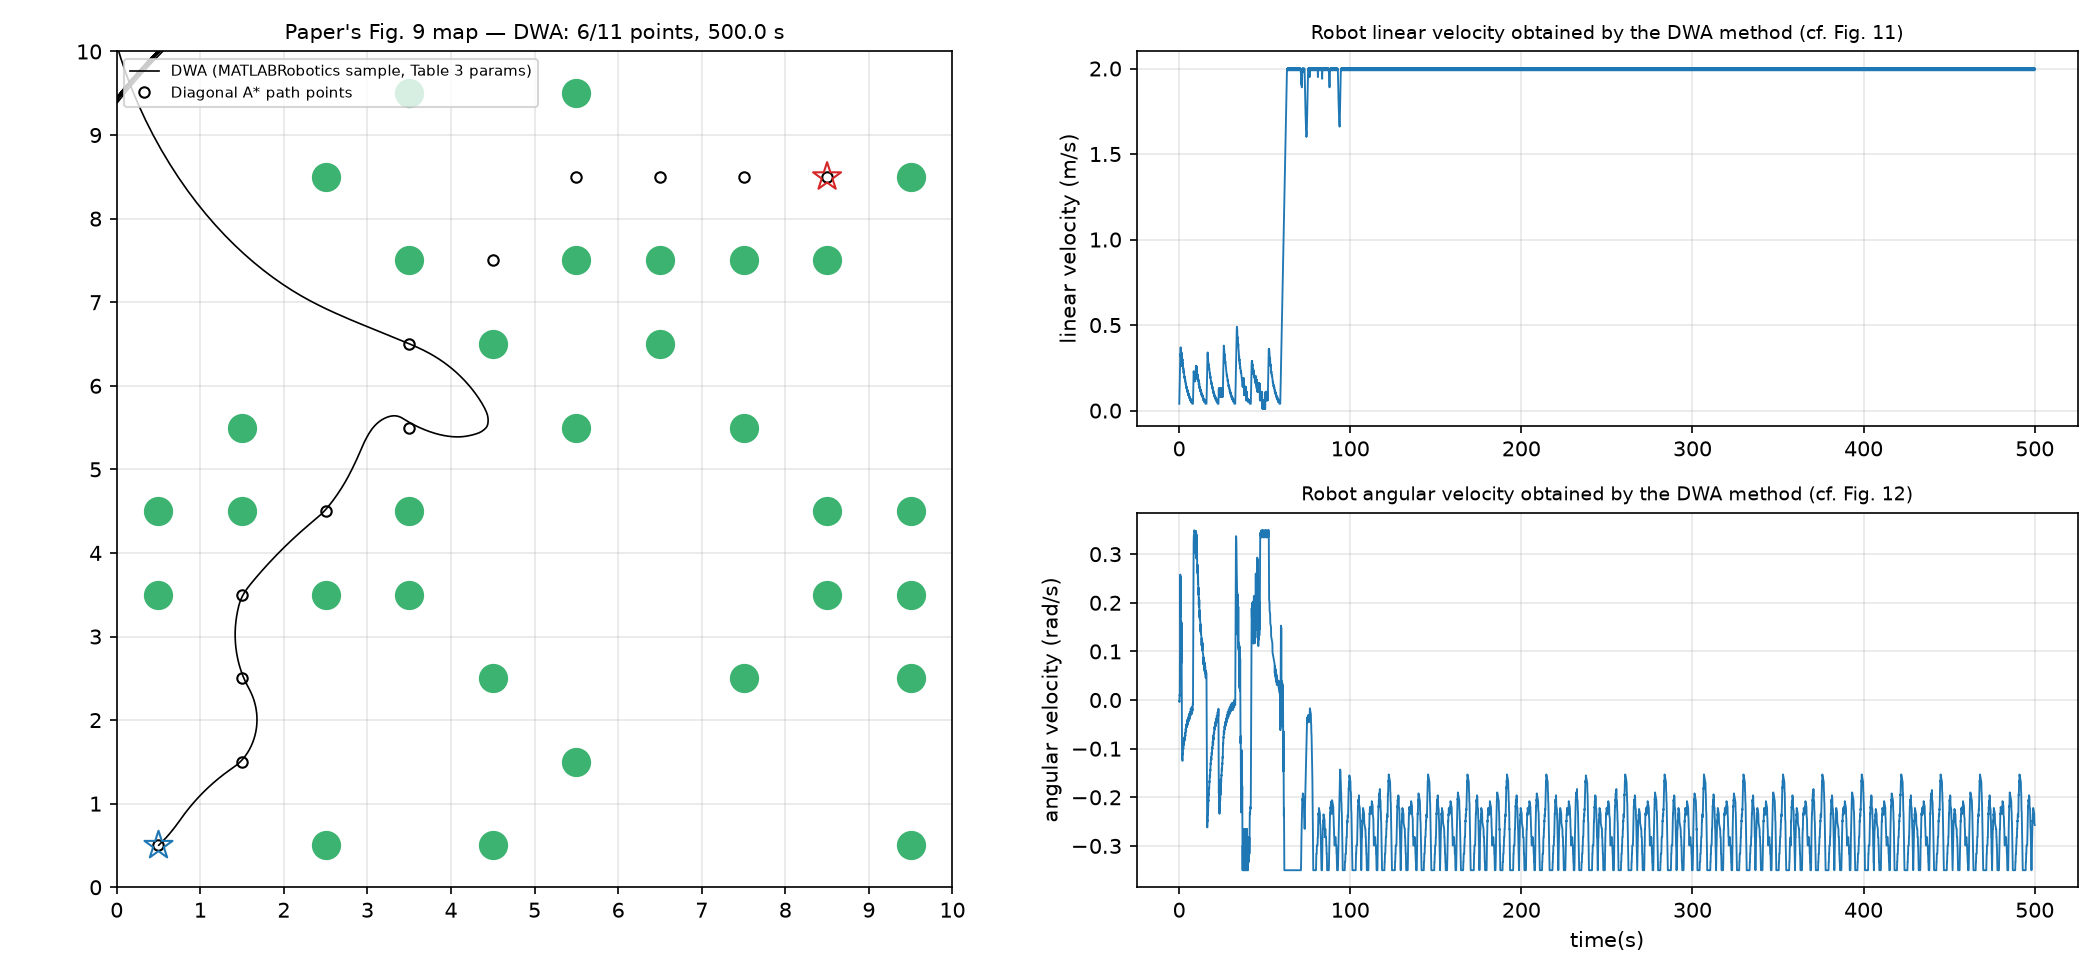 Paper's Fig. 9 map — DWA: 6/11 points, 500.0 s
DWA (MATLABRobotics sample, Table 3 params)
Diagonal A* path points
10
9
8
7
6
5
4
3
2
1
0
0 1 2 3 4 5 6 7 8 9 10
Robot linear velocity obtained by the DWA method (cf. Fig. 11)
linear velocity (m/s)
2.0
1.5
1.0
0.5
0.0
0 100 200 300 400 500
Robot angular velocity obtained by the DWA method (cf. Fig. 12)
angular velocity (rad/s)
0.3
0.2
0.1
0.0
−0.1
−0.2
−0.3
0 100 200 300 400 500
time(s)